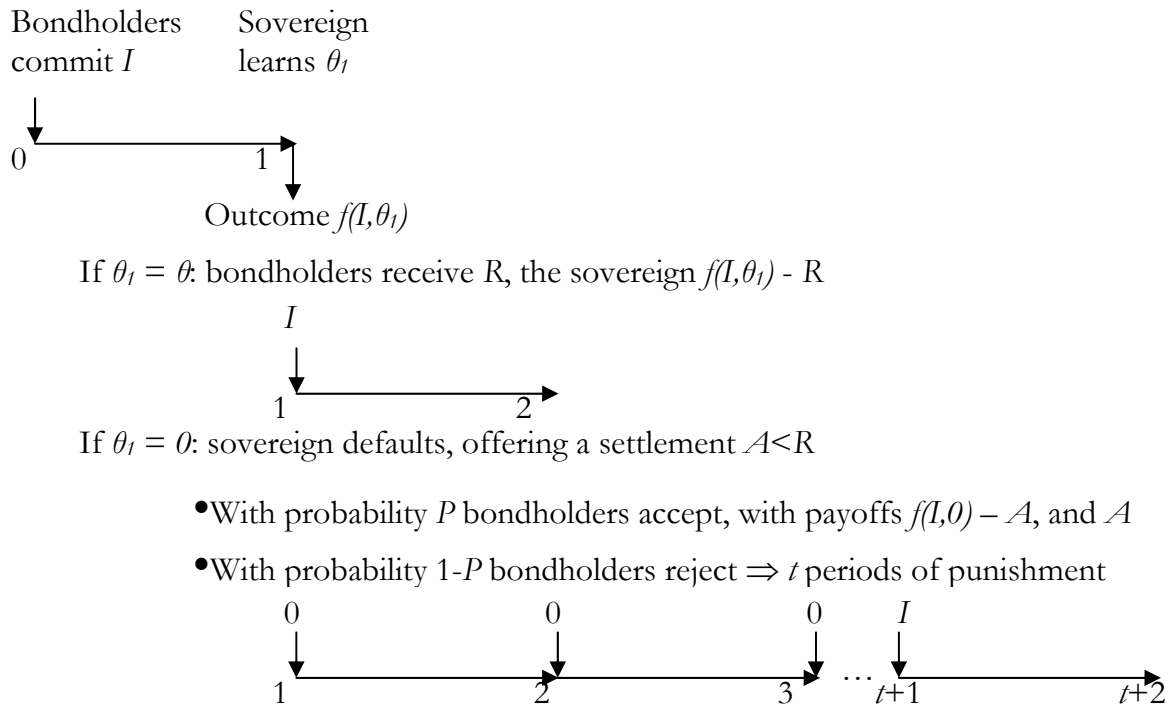 Bondholders Sovereign
commit I learns θ1
0 1
Outcome f(I,θ1)
If θ1 = θ: bondholders receive R, the sovereign f(I,θ1) - R
I
1 2
If θ1 = 0: sovereign defaults, offering a settlement A<R
•With probability P bondholders accept, with payoffs f(I,0) – A, and A
•With probability 1-P bondholders reject ⇒ t periods of punishment
0 0 0 I
1 2 3 … t+1 t+2